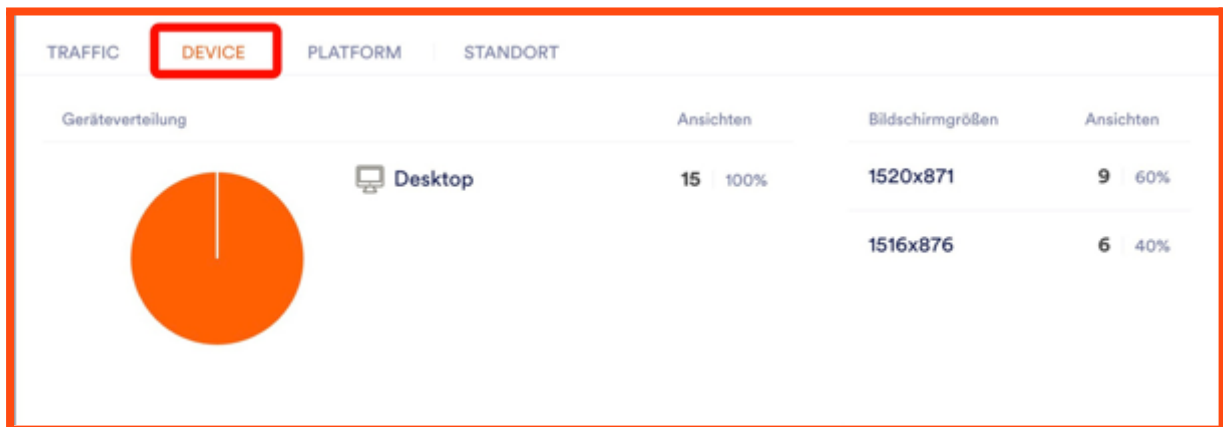 TRAFFIC DEVICE PLATFORM STANDORT
Geräteverteilung Ansichten Bildschirmgrößen Ansichten
Desktop 15 100% 1520x871 9 60%
1516x876 6 40%